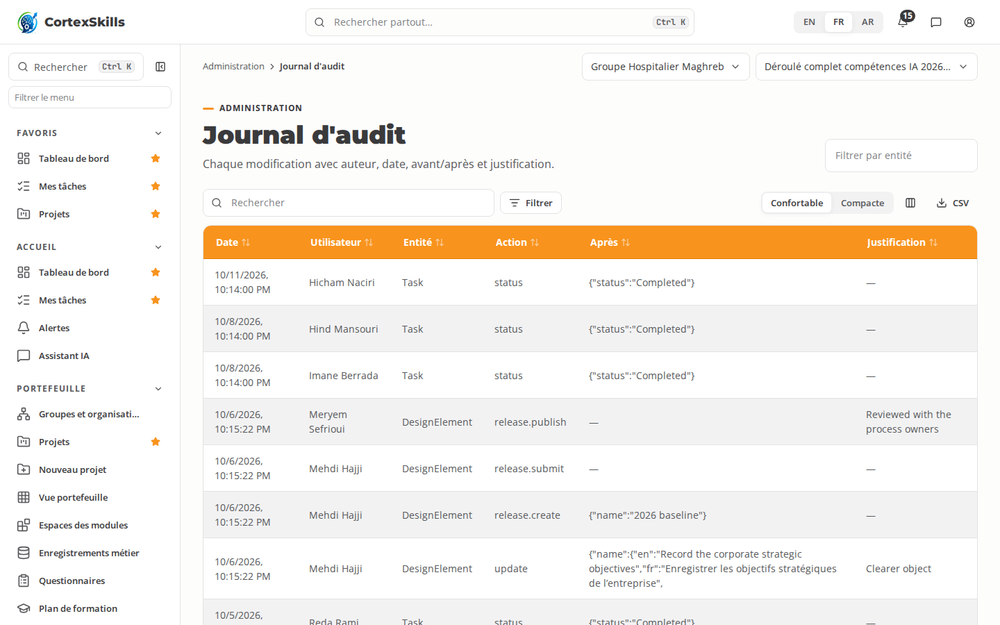 CortexSkills
Rechercher partout...
Ctrl K
EN
FR
AR
15
Rechercher
Ctrl K
Filtrer le menu
FAVORIS
Tableau de bord
Mes tâches
Projets
ACCUEIL
Tableau de bord
Mes tâches
Alertes
Assistant IA
PORTEFEUILLE
Groupes et organisati...
Projets
Nouveau projet
Vue portefeuille
Espaces des modules
Enregistrements métier
Questionnaires
Plan de formation
Administration > Journal d'audit
Groupe Hospitalier Maghreb
Déroulé complet compétences IA 2026...
ADMINISTRATION
Journal d'audit
Chaque modification avec auteur, date, avant/après et justification.
Filtrer par entité
Rechercher
Filtrer
Confortable
Compacte
CSV
Date
Utilisateur
Entité
Action
Après
Justification
10/11/2026,
10:14:00 PM
Hicham Naciri
Task
status
{"status":"Completed"}
—
10/8/2026,
10:14:00 PM
Hind Mansouri
Task
status
{"status":"Completed"}
—
10/8/2026,
10:14:00 PM
Imane Berrada
Task
status
{"status":"Completed"}
—
10/6/2026,
10:15:22 PM
Meryem
Sefrioui
DesignElement
release.publish
—
Reviewed with the
process owners
10/6/2026,
10:15:22 PM
Mehdi Hajji
DesignElement
release.submit
—
—
10/6/2026,
10:15:22 PM
Mehdi Hajji
DesignElement
release.create
{"name":"2026 baseline"}
—
10/6/2026,
10:15:22 PM
Mehdi Hajji
DesignElement
update
{"name":{"en":"Record the corporate strategic
objectives","fr":"Enregistrer les objectifs stratégiques
de l’entreprise",
Clearer object
10/5/2026,
Reda Rami
Task
status
{"status":"Completed"}
—